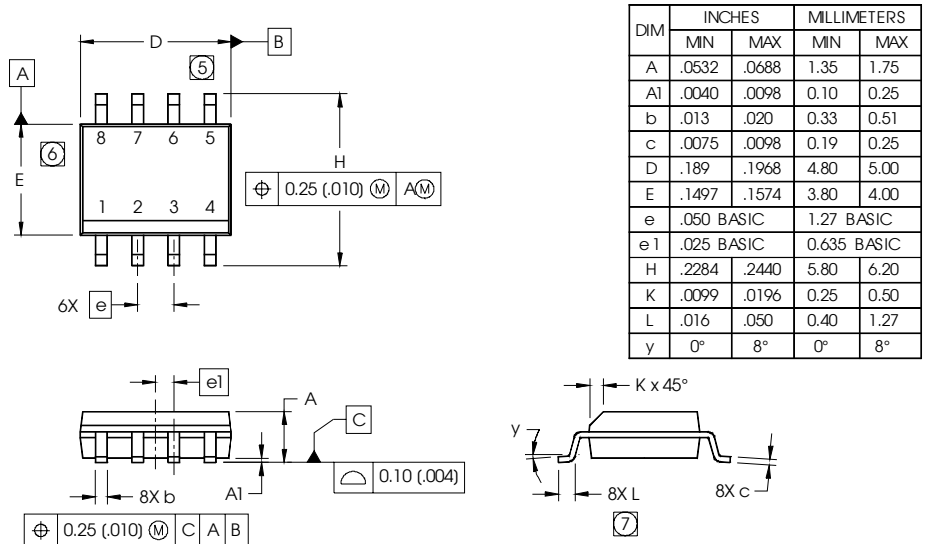 D
B
5
A
8 7 6 5
6
E
H
⌖ 0.25 (.010) Ⓜ AⓂ
1 2 3 4
6X e
e1
A
C
⌓ 0.10 (.004)
8X b
A1
⌖ 0.25 (.010) Ⓜ C A B
K x 45°
y
8X L
8X c
7
DIM INCHES MILLIMETERS
MIN MAX MIN MAX
A .0532 .0688 1.35 1.75
A1 .0040 .0098 0.10 0.25
b .013 .020 0.33 0.51
c .0075 .0098 0.19 0.25
D .189 .1968 4.80 5.00
E .1497 .1574 3.80 4.00
e .050 BASIC 1.27 BASIC
e1 .025 BASIC 0.635 BASIC
H .2284 .2440 5.80 6.20
K .0099 .0196 0.25 0.50
L .016 .050 0.40 1.27
y 0° 8° 0° 8°